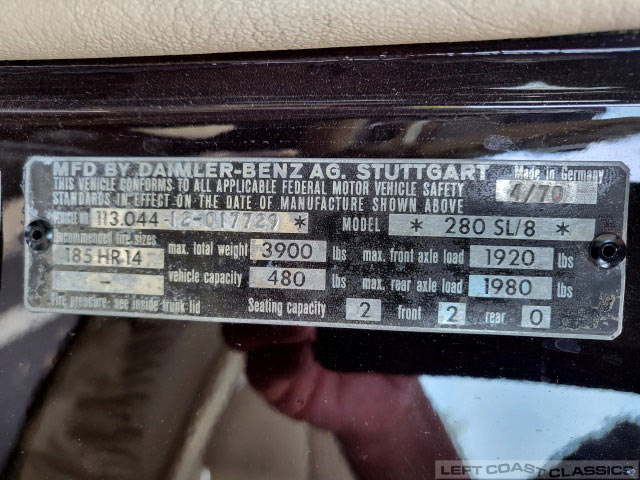 MFD BY DAIMLER-BENZ AG. STUTTGART Made in Germany
THIS VEHICLE CONFORMS TO ALL APPLICABLE FEDERAL MOTOR VEHICLE SAFETY
STANDARDS IN EFFECT ON THE DATE OF MANUFACTURE SHOWN ABOVE 4/70
113.044-12-017729 * MODEL * 280 SL/8 *
Recommended tire sizes max. total weight 3900 lbs max. front axle load 1920 lbs
185 HR 14 vehicle capacity 480 lbs max. rear axle load 1980 lbs
-
Tire pressure: see inside trunk-lid Seating capacity 2 front 2 rear 0
LEFT COAST CLASSICS